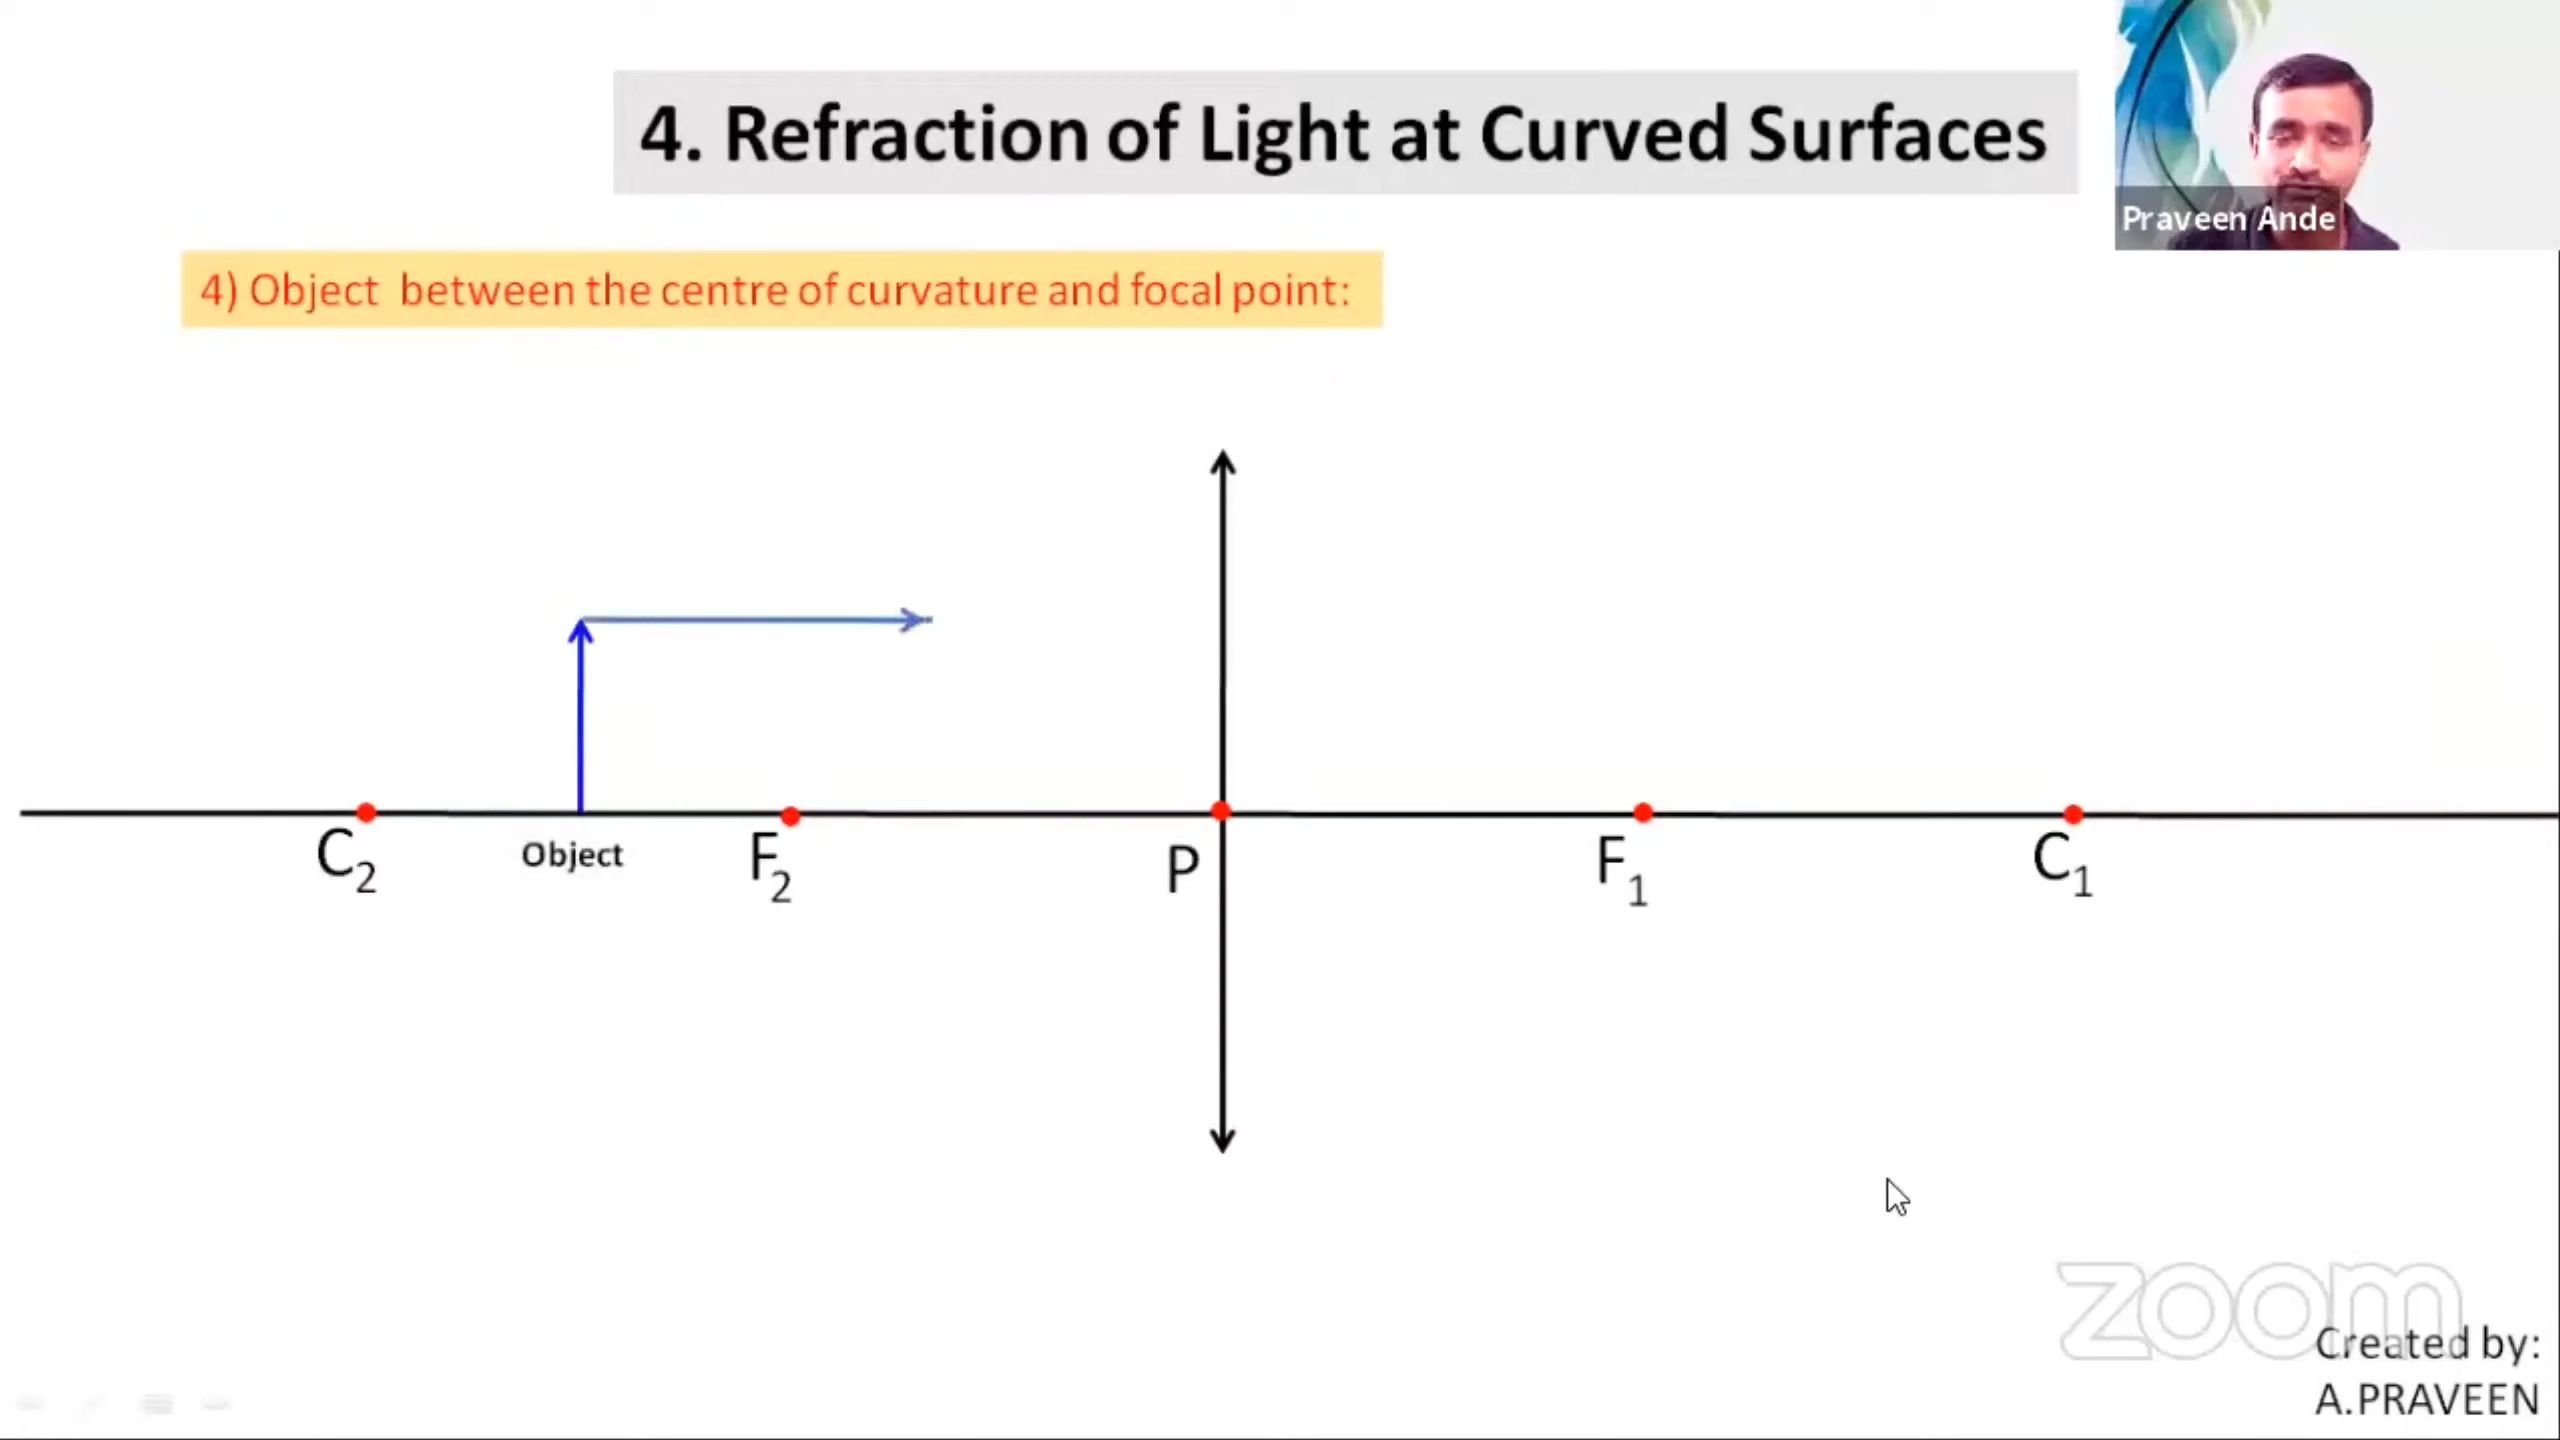 4. Refraction of Light at Curved Surfaces
Praveen Ande
4) Object between the centre of curvature and focal point:
C2
Object
F2
P
F1
C1
zoom
Created by:
A.PRAVEEN